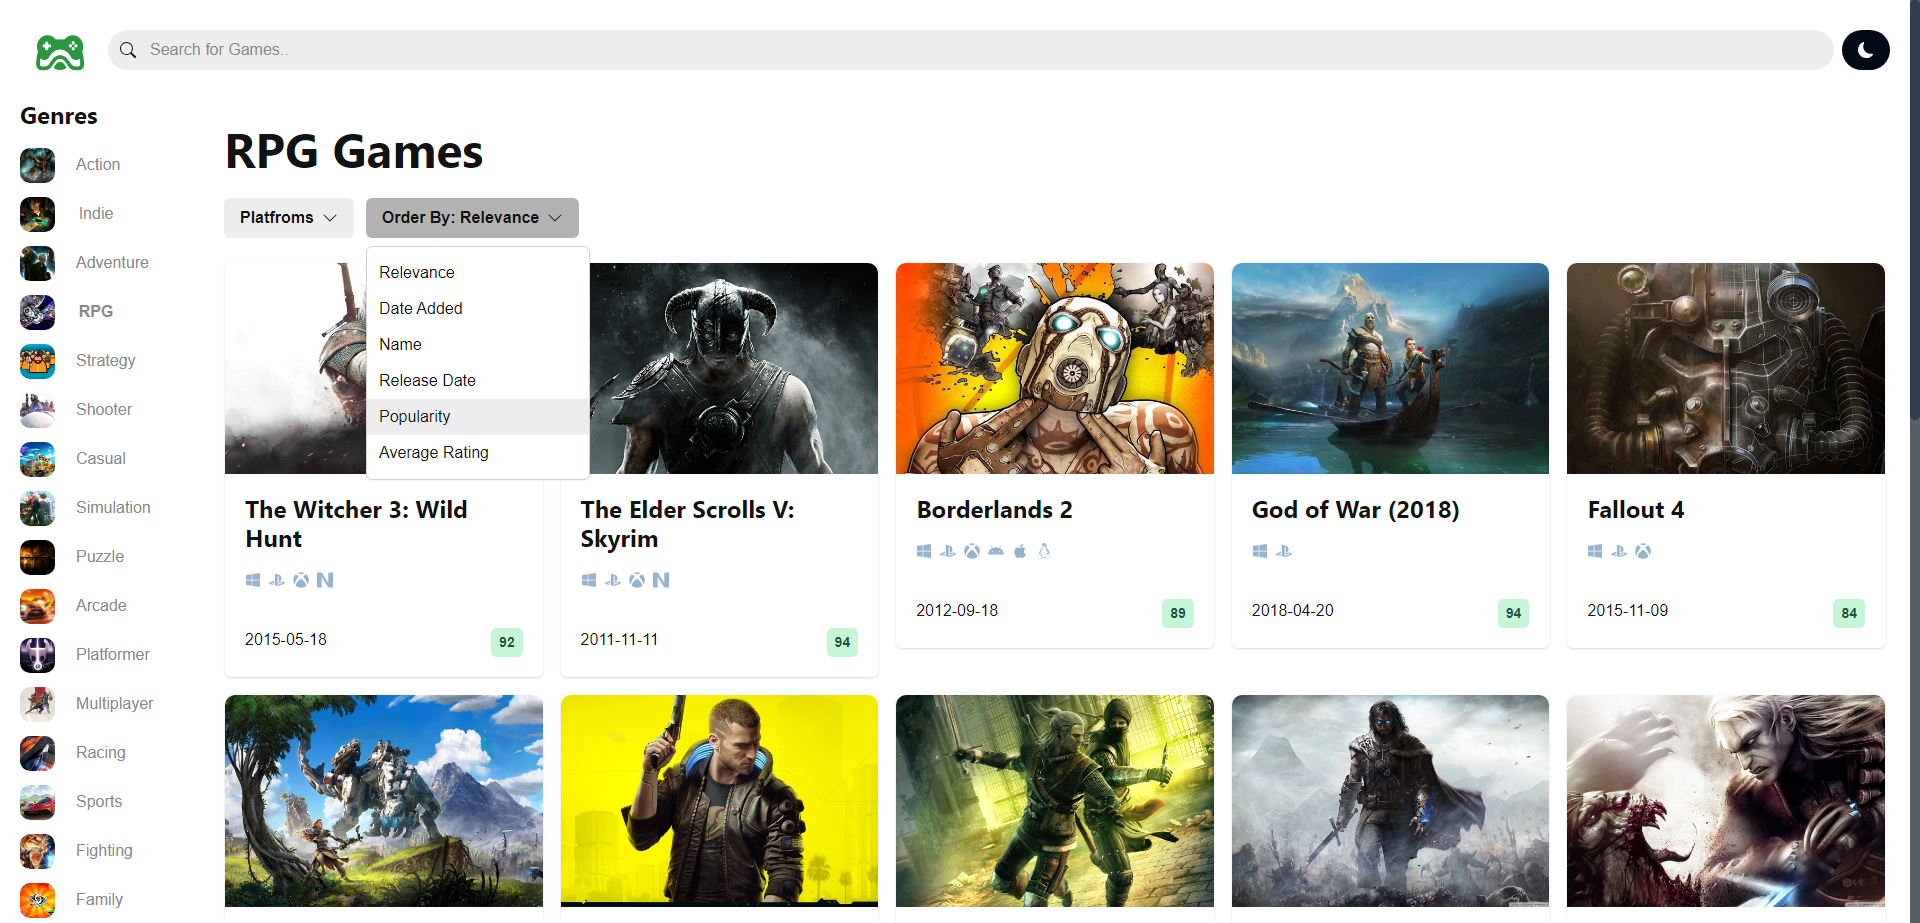 Search for Games..
Genres
Action
Indie
Adventure
RPG
Strategy
Shooter
Casual
Simulation
Puzzle
Arcade
Platformer
Multiplayer
Racing
Sports
Fighting
Family
RPG Games
Platfroms
Order By: Relevance
Relevance
Date Added
Name
Release Date
Popularity
Average Rating
The Witcher 3: Wild
Hunt
2015-05-18
92
The Elder Scrolls V:
Skyrim
2011-11-11
94
Borderlands 2
2012-09-18
89
God of War (2018)
2018-04-20
94
Fallout 4
2015-11-09
84